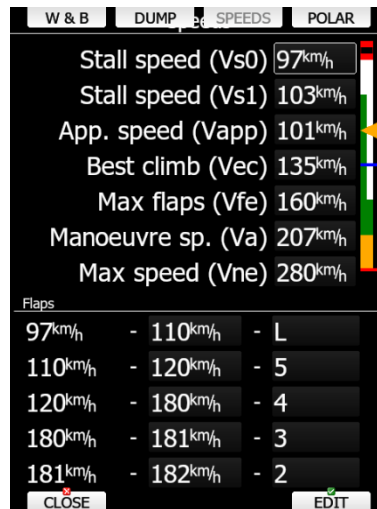 W & B DUMP SPEEDS POLAR
Speeds
Stall speed (Vs0) 97km/h
Stall speed (Vs1) 103km/h
App. speed (Vapp) 101km/h
Best climb (Vec) 135km/h
Max flaps (Vfe) 160km/h
Manoeuvre sp. (Va) 207km/h
Max speed (Vne) 280km/h
Flaps
97km/h - 110km/h - L
110km/h - 120km/h - 5
120km/h - 180km/h - 4
180km/h - 181km/h - 3
181km/h - 182km/h - 2
CLOSE EDIT